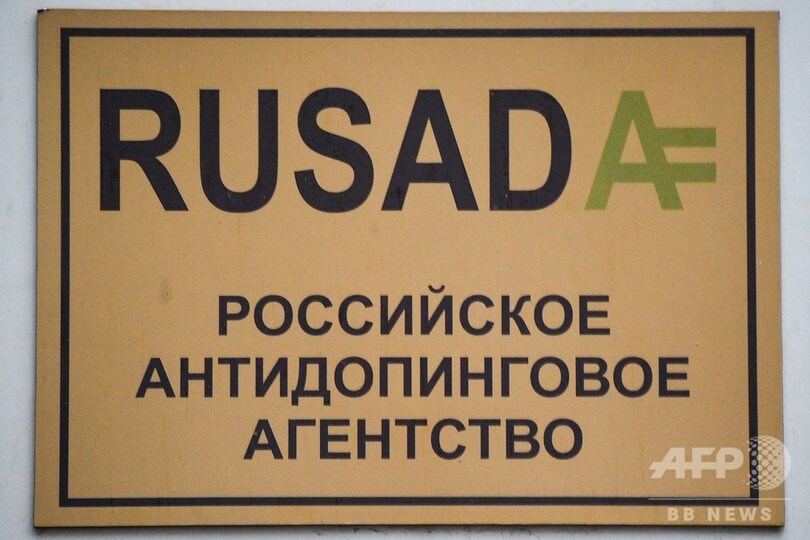 RUSADA
РОССИЙСКОЕ
АНТИДОПИНГОВОЕ
АГЕНТСТВО
AFP
BB NEWS